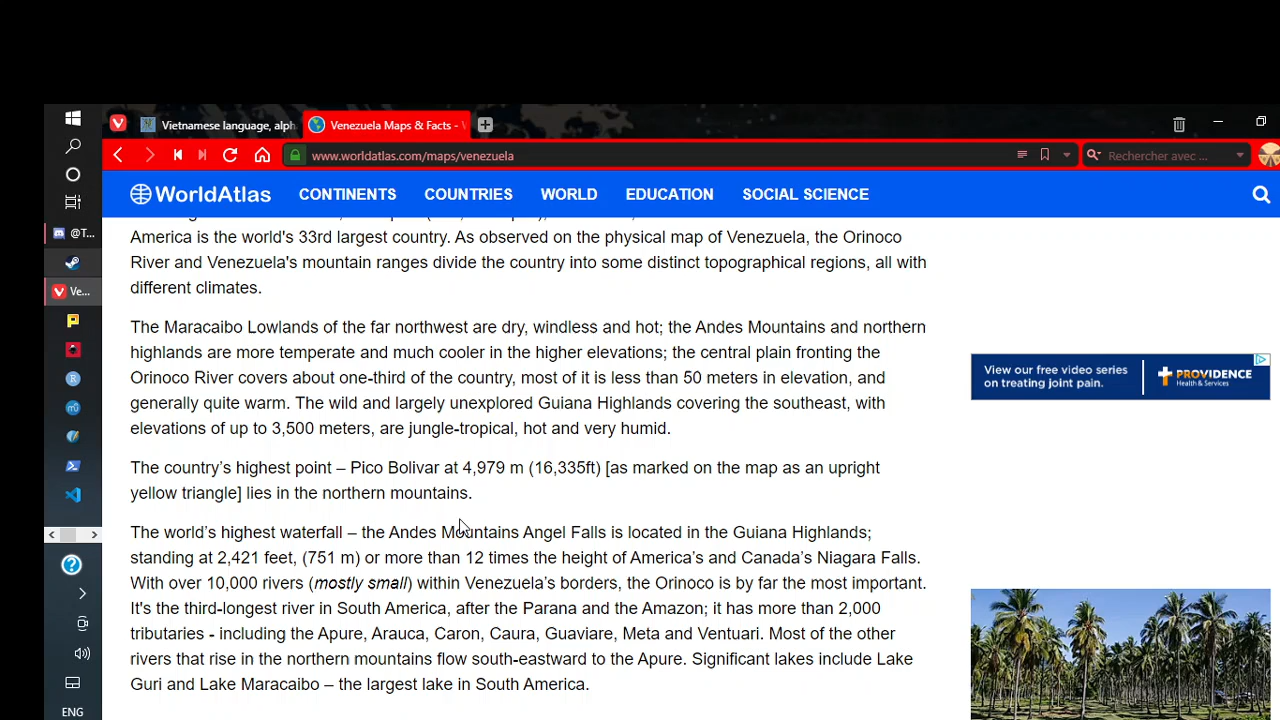 Vietnamese language, alph
Venezuela Maps & Facts - V
www.worldatlas.com/maps/venezuela
Rechercher avec ...
WorldAtlas
CONTINENTS
COUNTRIES
WORLD
EDUCATION
SOCIAL SCIENCE
@T...
Ve...
ENG
America is the world's 33rd largest country. As observed on the physical map of Venezuela, the Orinoco
River and Venezuela's mountain ranges divide the country into some distinct topographical regions, all with
different climates.
The Maracaibo Lowlands of the far northwest are dry, windless and hot; the Andes Mountains and northern
highlands are more temperate and much cooler in the higher elevations; the central plain fronting the
Orinoco River covers about one-third of the country, most of it is less than 50 meters in elevation, and
generally quite warm. The wild and largely unexplored Guiana Highlands covering the southeast, with
elevations of up to 3,500 meters, are jungle-tropical, hot and very humid.
The country’s highest point – Pico Bolivar at 4,979 m (16,335ft) [as marked on the map as an upright
yellow triangle] lies in the northern mountains.
The world’s highest waterfall – the Andes Mountains Angel Falls is located in the Guiana Highlands;
standing at 2,421 feet, (751 m) or more than 12 times the height of America’s and Canada’s Niagara Falls.
With over 10,000 rivers (mostly small) within Venezuela’s borders, the Orinoco is by far the most important.
It's the third-longest river in South America, after the Parana and the Amazon; it has more than 2,000
tributaries - including the Apure, Arauca, Caron, Caura, Guaviare, Meta and Ventuari. Most of the other
rivers that rise in the northern mountains flow south-eastward to the Apure. Significant lakes include Lake
Guri and Lake Maracaibo – the largest lake in South America.
View our free video series
on treating joint pain.
PROVIDENCE
Health & Services